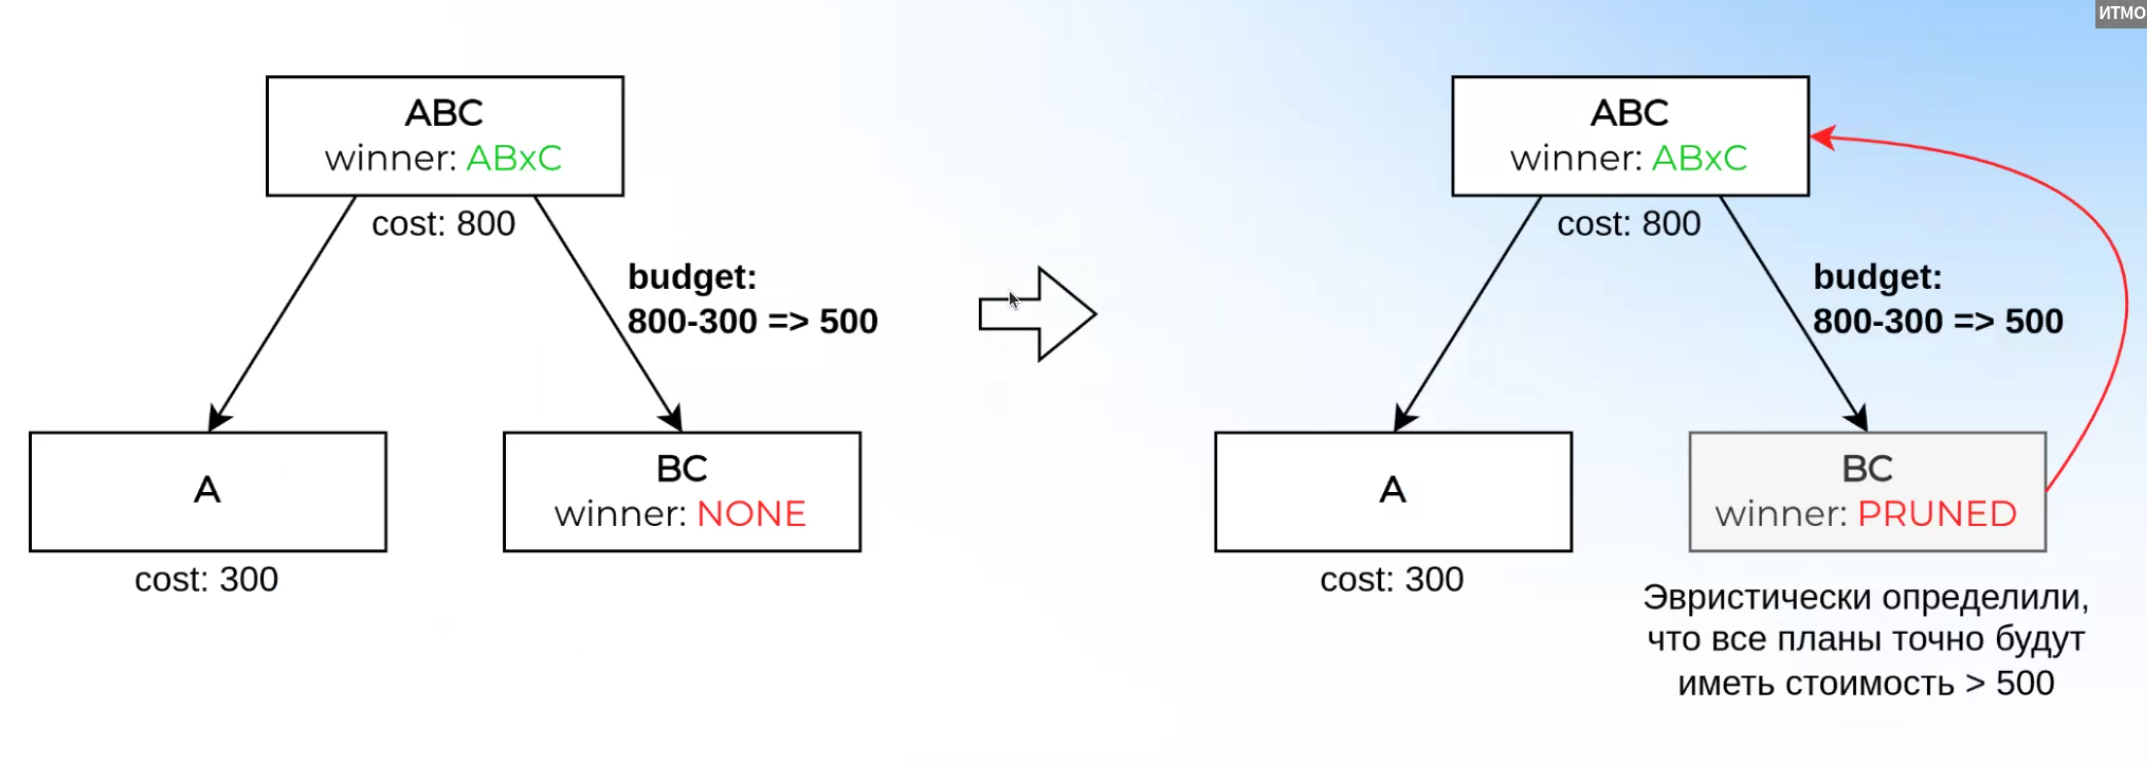 ИТМО
ABC
winner: ABxC
cost: 800
budget:
800-300 => 500
A
cost: 300
BC
winner: NONE
ABC
winner: ABxC
cost: 800
budget:
800-300 => 500
A
cost: 300
BC
winner: PRUNED
Эвристически определили,
что все планы точно будут
иметь стоимость > 500